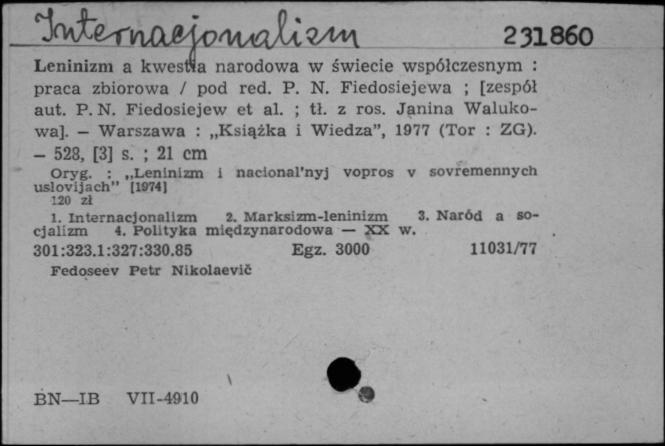 Internacjonalizm 231860
Leninizm a kwestia narodowa w świecie współczesnym :
praca zbiorowa / pod red. P. N. Fiedosiejewa ; [zespół
aut. P. N. Fiedosiejew et al. ; tł. z ros. Janina Waluko-
wa]. — Warszawa : „Książka i Wiedza”, 1977 (Tor : ZG).
— 528, [3] s. ; 21 cm
Oryg. : „Leninizm i nacional'nyj vopros v sovremennych
uslovijach” [1974]
120 zł
1. Internacjonalizm 2. Marksizm-leninizm 3. Naród a so-
cjalizm 4. Polityka międzynarodowa — XX w.
301:323.1:327:330.85 Egz. 3000 11031/77
Fedoseev Petr Nikolaevič
BN—IB VII-4910